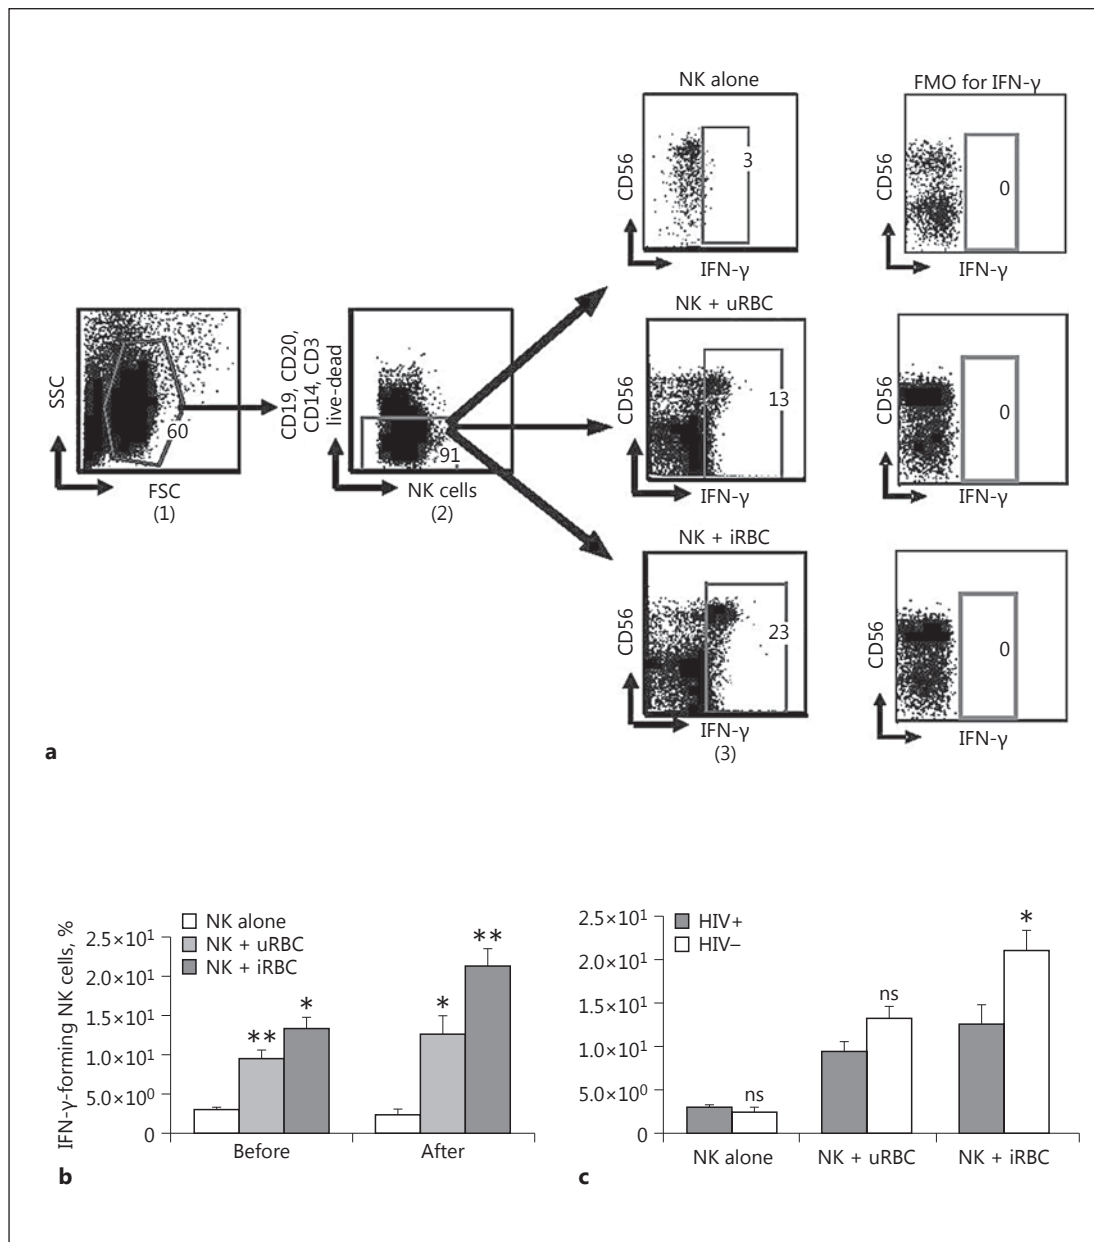 NK alone
FMO for IFN-γ
CD56
3
CD56
0
IFN-γ
IFN-γ
NK + uRBC
SSC
60
FSC
(1)
CD19, CD20,
CD14, CD3
live-dead
91
NK cells
(2)
CD56
13
CD56
0
IFN-γ
IFN-γ
NK + iRBC
CD56
23
CD56
0
IFN-γ
(3)
IFN-γ
a
IFN-γ-forming NK cells, %
NK alone
NK + uRBC
NK + iRBC
2.5×10¹
2.0×10¹
1.5×10¹
1.0×10¹
5.0×10⁰
0
**
*
*
**
Before
After
b
HIV+
HIV–
2.5×10¹
2.0×10¹
1.5×10¹
1.0×10¹
5.0×10⁰
0
ns
ns
*
NK alone
NK + uRBC
NK + iRBC
c